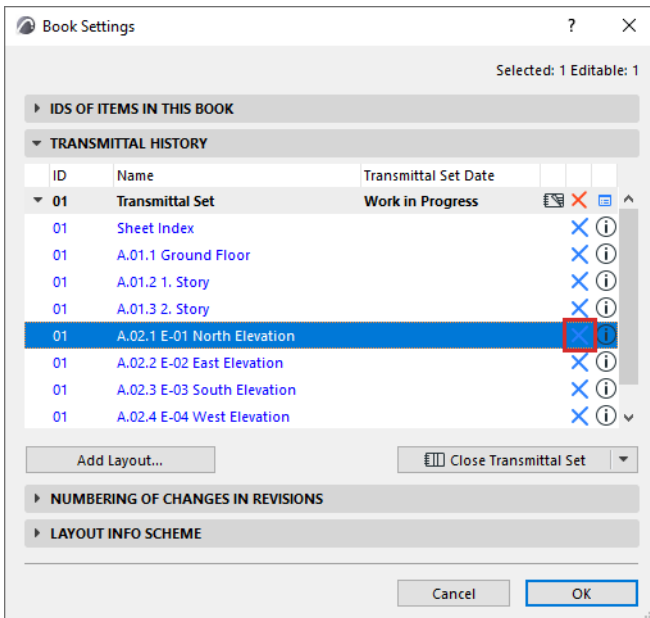 Book Settings ?
Selected: 1 Editable: 1
IDS OF ITEMS IN THIS BOOK
TRANSMITTAL HISTORY
ID Name Transmittal Set Date
01 Transmittal Set Work in Progress
01 Sheet Index
01 A.01.1 Ground Floor
01 A.01.2 1. Story
01 A.01.3 2. Story
01 A.02.1 E-01 North Elevation
01 A.02.2 E-02 East Elevation
01 A.02.3 E-03 South Elevation
01 A.02.4 E-04 West Elevation
Add Layout... Close Transmittal Set
NUMBERING OF CHANGES IN REVISIONS
LAYOUT INFO SCHEME
Cancel OK